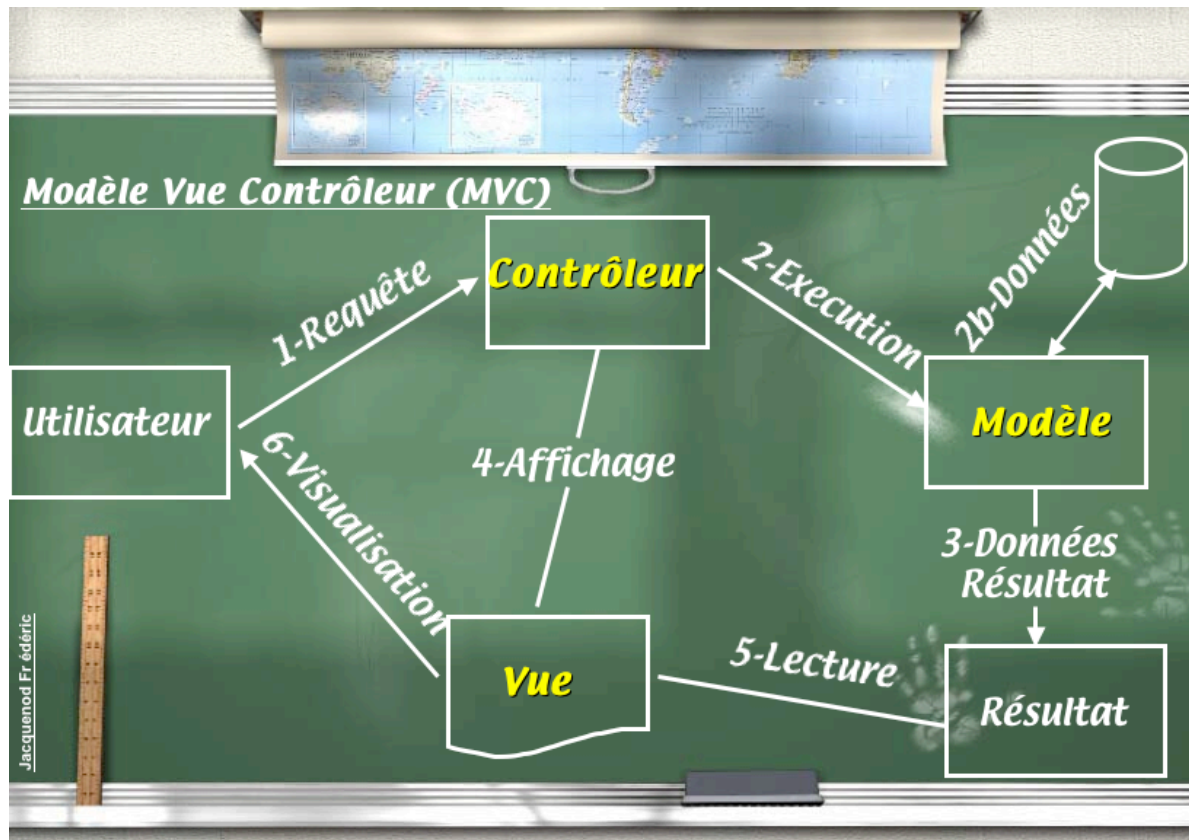 Modèle Vue Contrôleur (MVC)
Contrôleur
1-Requête
2-Execution
2b-Données
Utilisateur
Modèle
6-Visualisation
4-Affichage
3-Données
Résultat
Vue
5-Lecture
Résultat
Jacquenod Fr édéric